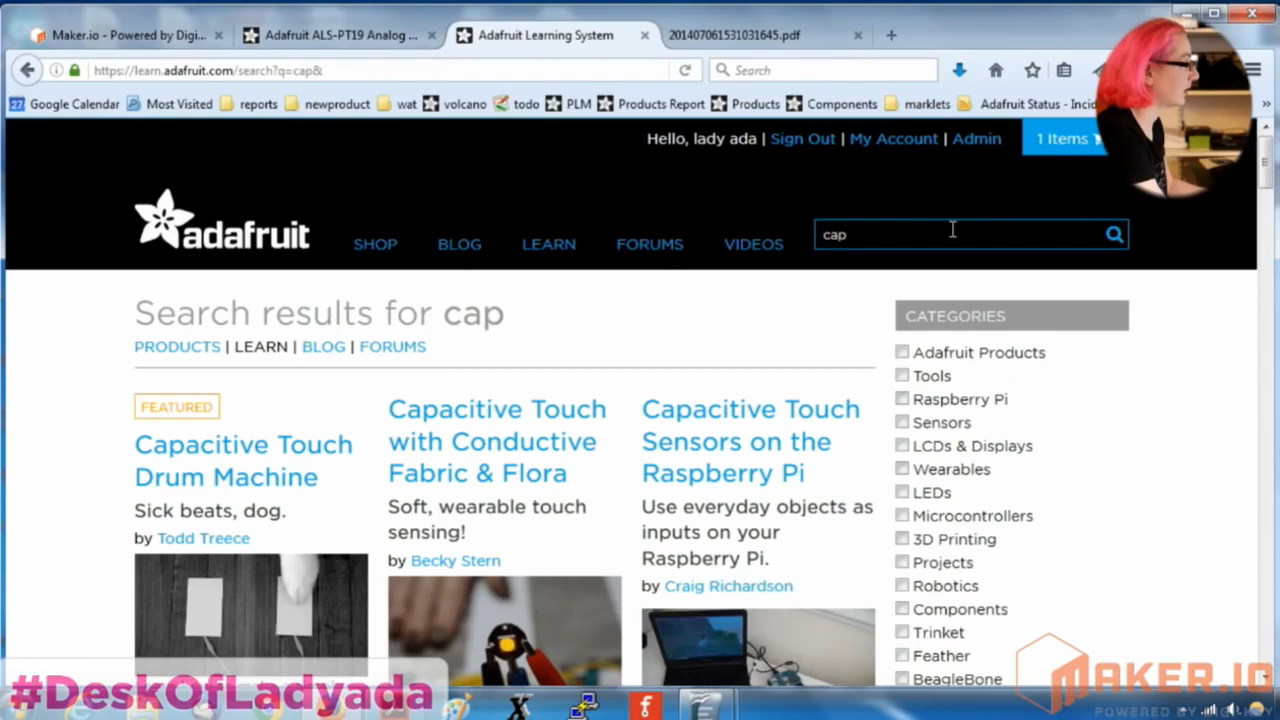 Maker.io - Powered by Digi...
Adafruit ALS-PT19 Analog ...
Adafruit Learning System
201407061531031645.pdf
https://learn.adafruit.com/search?q=cap&
Search
27 Google Calendar
Most Visited
reports
newproduct
wat
volcano
todo
PLM
Products Report
Products
Components
marklets
Adafruit Status - Incid
Hello, lady ada | Sign Out | My Account | Admin
1 Items
adafruit
SHOP
BLOG
LEARN
FORUMS
VIDEOS
cap
Search results for cap
PRODUCTS | LEARN | BLOG | FORUMS
FEATURED
Capacitive Touch
Drum Machine
Sick beats, dog.
by Todd Treece
Capacitive Touch
with Conductive
Fabric & Flora
Soft, wearable touch
sensing!
by Becky Stern
Capacitive Touch
Sensors on the
Raspberry Pi
Use everyday objects as
inputs on your
Raspberry Pi.
by Craig Richardson
CATEGORIES
Adafruit Products
Tools
Raspberry Pi
Sensors
LCDs & Displays
Wearables
LEDs
Microcontrollers
3D Printing
Projects
Robotics
Components
Trinket
Feather
BeagleBone
#DeskOfLadyada
MAKER.IO
POWERED BY DIGI-KEY